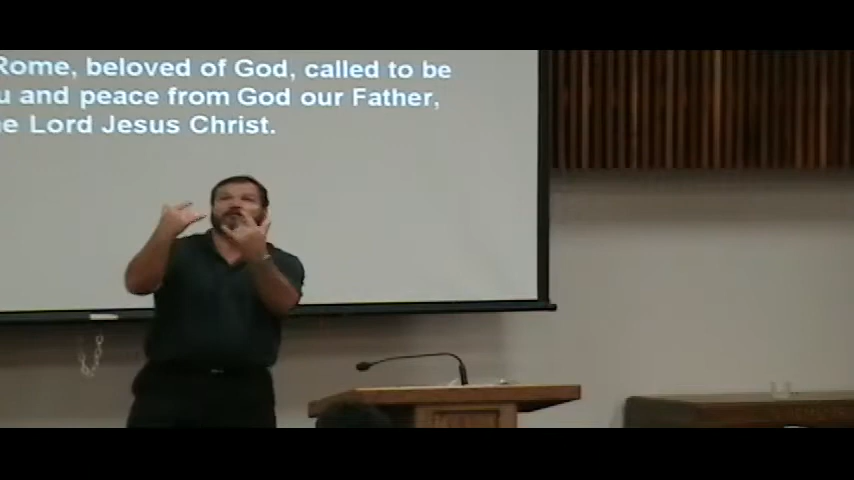 Rome, beloved of God, called to be
and peace from God our Father,
Lord Jesus Christ.